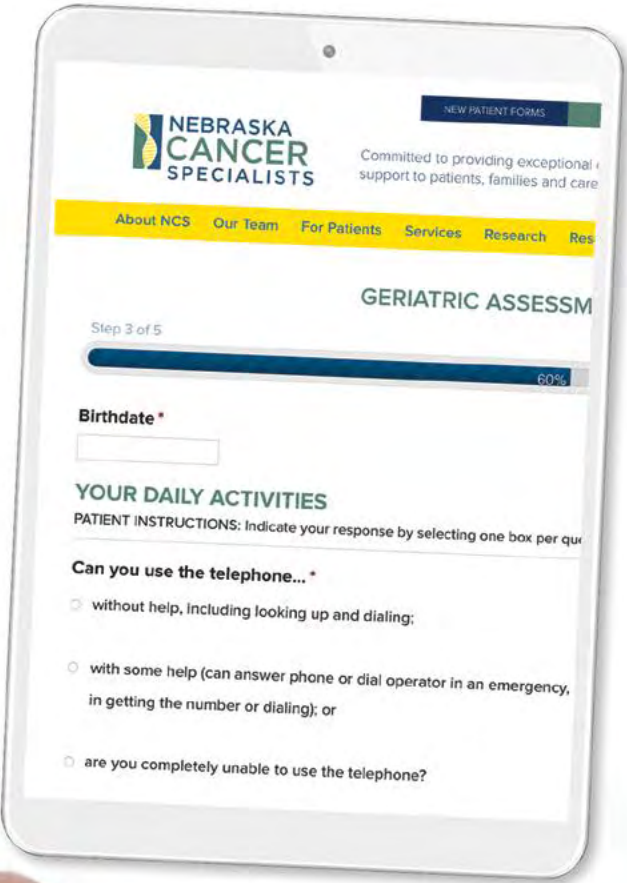 NEW PATIENT FORMS
NEBRASKA
CANCER
SPECIALISTS
Committed to providing exceptional
support to patients, families and care
About NCS Our Team For Patients Services Research Res
GERIATRIC ASSESSM
Step 3 of 5
60%
Birthdate *
YOUR DAILY ACTIVITIES
PATIENT INSTRUCTIONS: Indicate your response by selecting one box per que
Can you use the telephone... *
without help, including looking up and dialing;
with some help (can answer phone or dial operator in an emergency,
in getting the number or dialing); or
are you completely unable to use the telephone?